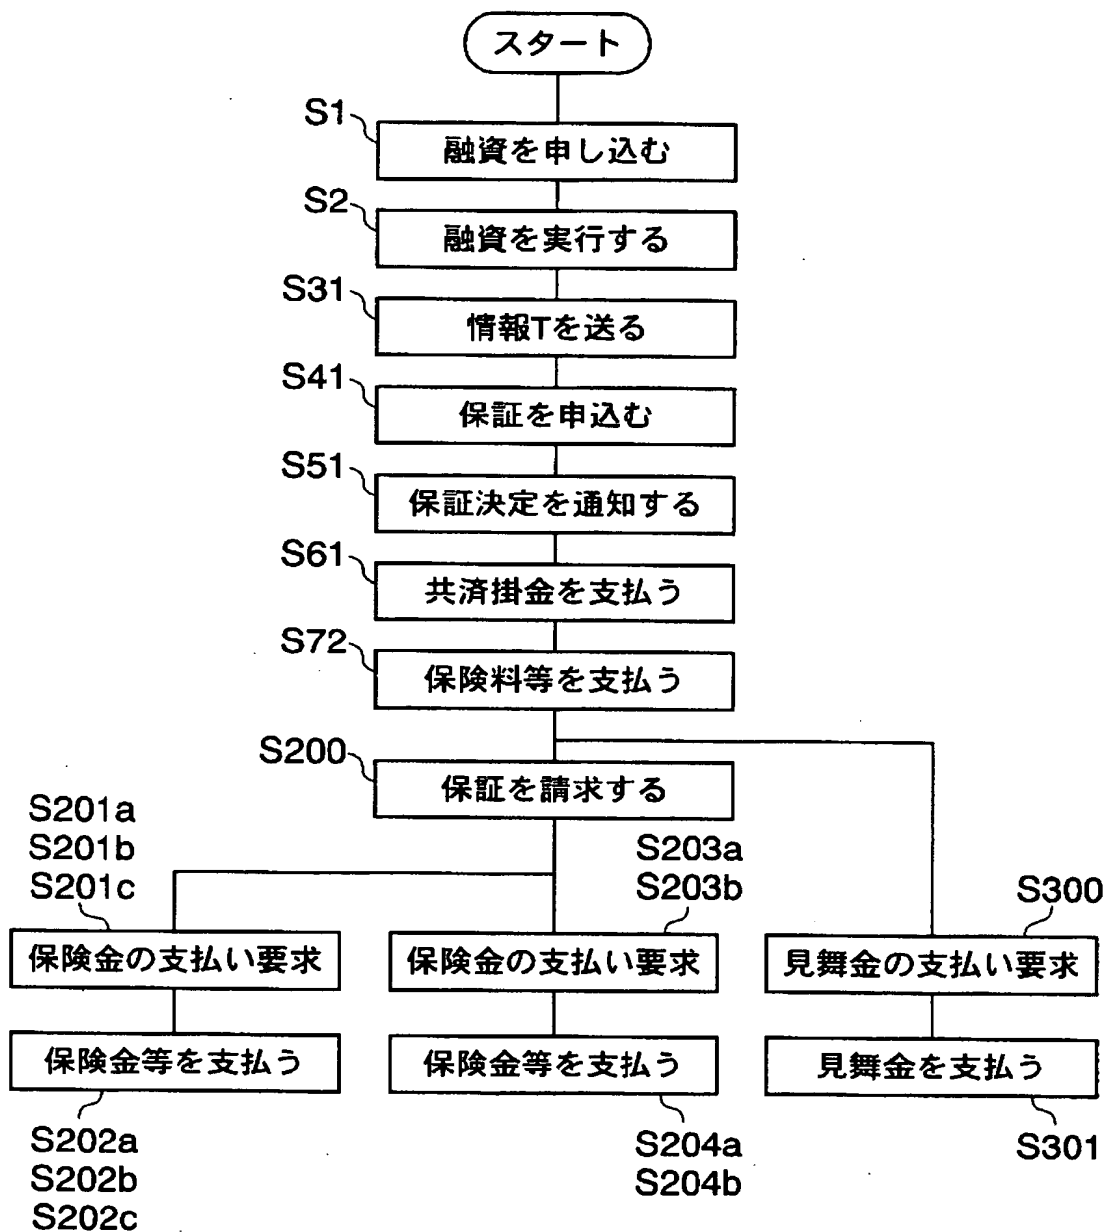 スタート
S1
融資を申し込む
S2
融資を実行する
S31
情報Tを送る
S41
保証を申込む
S51
保証決定を通知する
S61
共済掛金を支払う
S72
保険料等を支払う
S200
保証を請求する
S201a
S201b
S201c
保険金の支払い要求
S203a
S203b
保険金の支払い要求
S300
見舞金の支払い要求
保険金等を支払う
S202a
S202b
S202c
保険金等を支払う
S204a
S204b
見舞金を支払う
S301